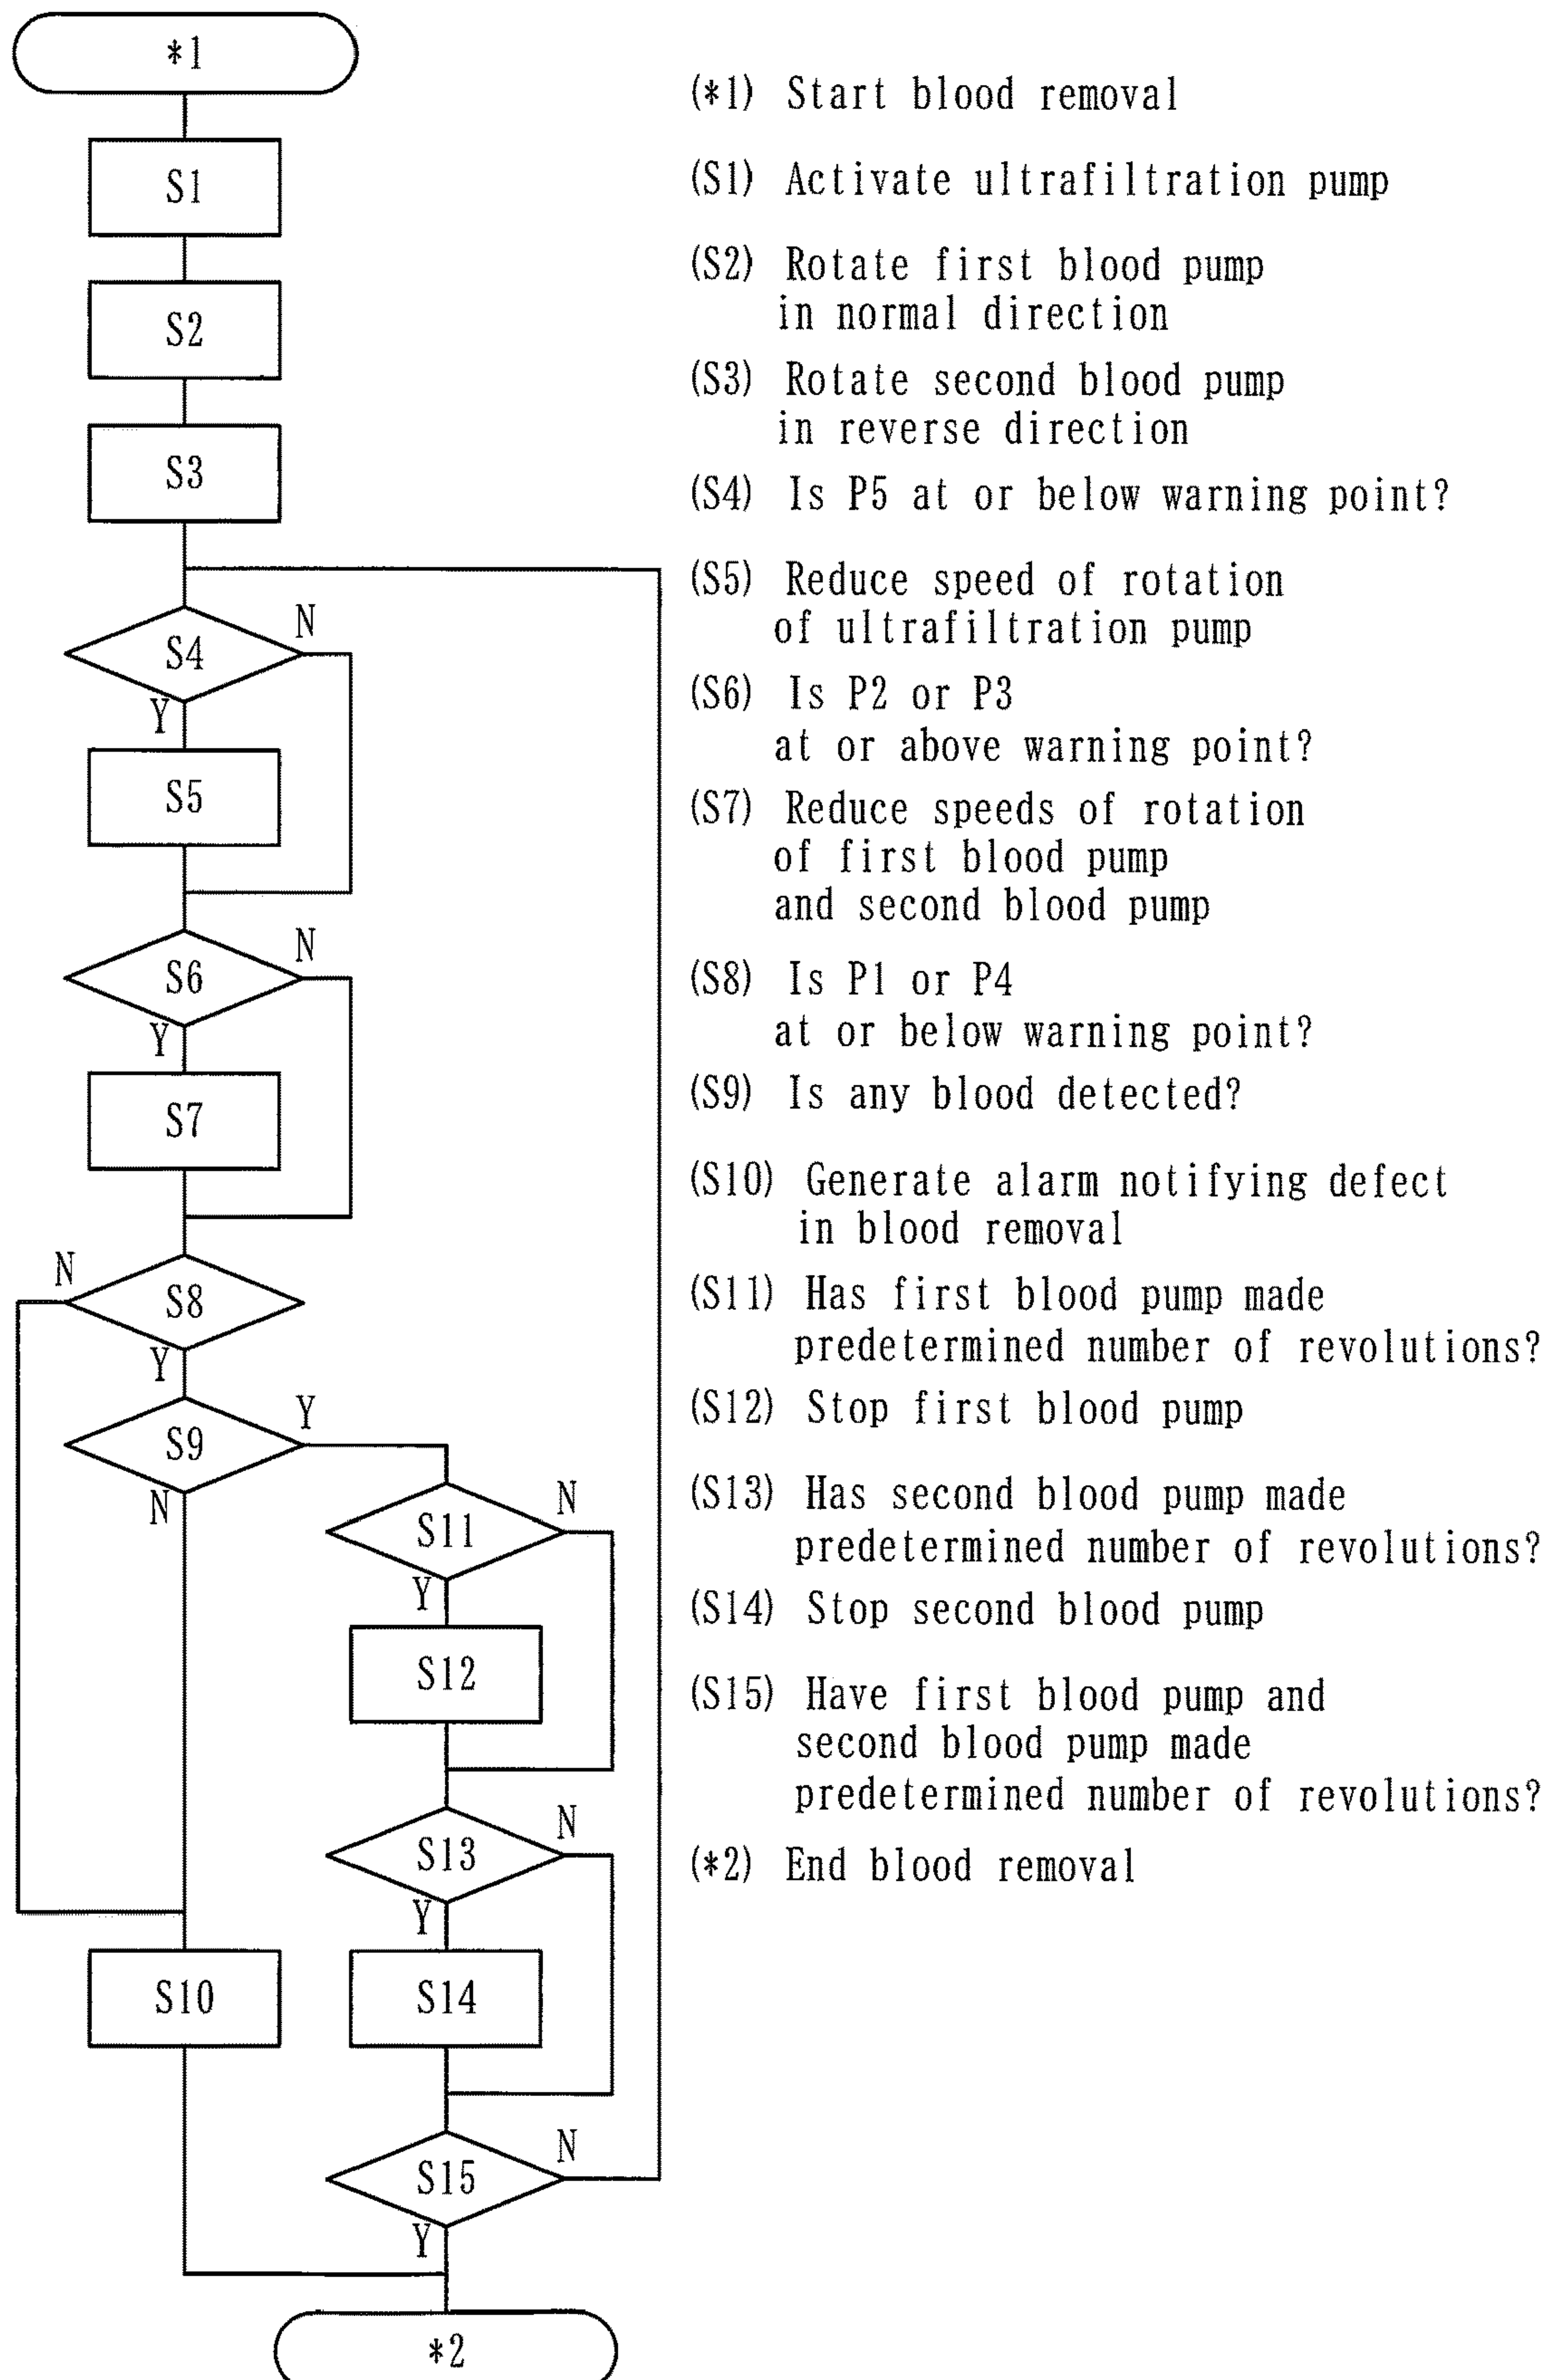 *1
S1
S2
S3
S4
N
Y
S5
S6
N
Y
S7
S8
N
Y
S9
Y
N
S11
N
Y
S12
S13
N
Y
S10
S14
S15
N
Y
*2
(*1) Start blood removal
(S1) Activate ultrafiltration pump
(S2) Rotate first blood pump
in normal direction
(S3) Rotate second blood pump
in reverse direction
(S4) Is P5 at or below warning point?
(S5) Reduce speed of rotation
of ultrafiltration pump
(S6) Is P2 or P3
at or above warning point?
(S7) Reduce speeds of rotation
of first blood pump
and second blood pump
(S8) Is P1 or P4
at or below warning point?
(S9) Is any blood detected?
(S10) Generate alarm notifying defect
in blood removal
(S11) Has first blood pump made
predetermined number of revolutions?
(S12) Stop first blood pump
(S13) Has second blood pump made
predetermined number of revolutions?
(S14) Stop second blood pump
(S15) Have first blood pump and
second blood pump made
predetermined number of revolutions?
(*2) End blood removal